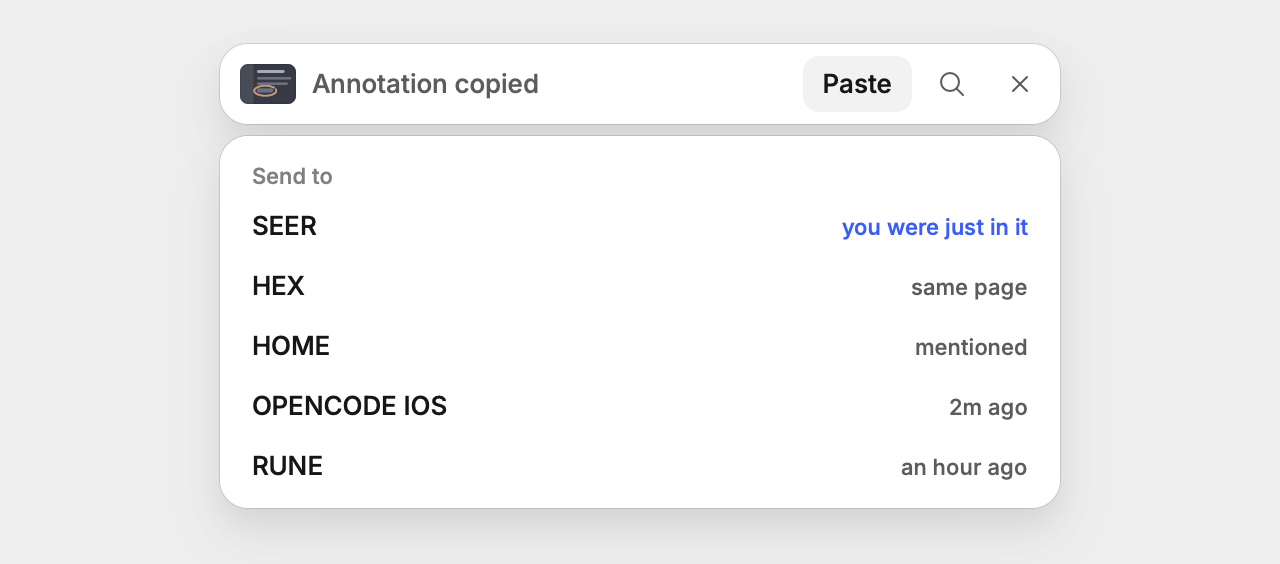 Annotation copied
Paste
Send to
SEER
you were just in it
HEX
same page
HOME
mentioned
OPENCODE IOS
2m ago
RUNE
an hour ago